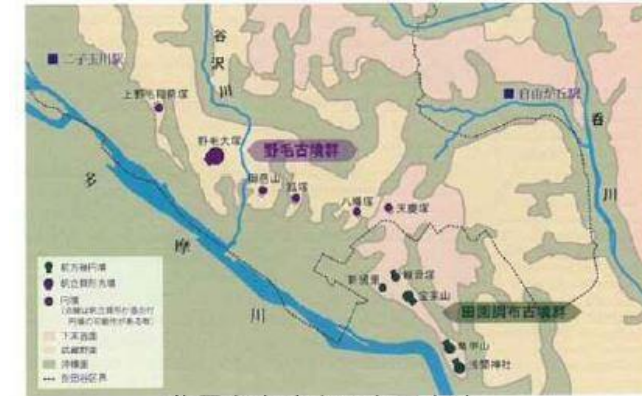 二子玉川駅
谷沢川
上野毛稲荷塚
野毛大塚
野毛古墳群
自由が丘駅
呑川
狐塚
八幡塚
天慶塚
多摩川
観音塚
宝莱山
田園調布古墳群
亀甲山
浅間神社
前方後円墳
帆立貝形古墳
円墳
下末吉面
武蔵野面
沖積面
世田谷区界